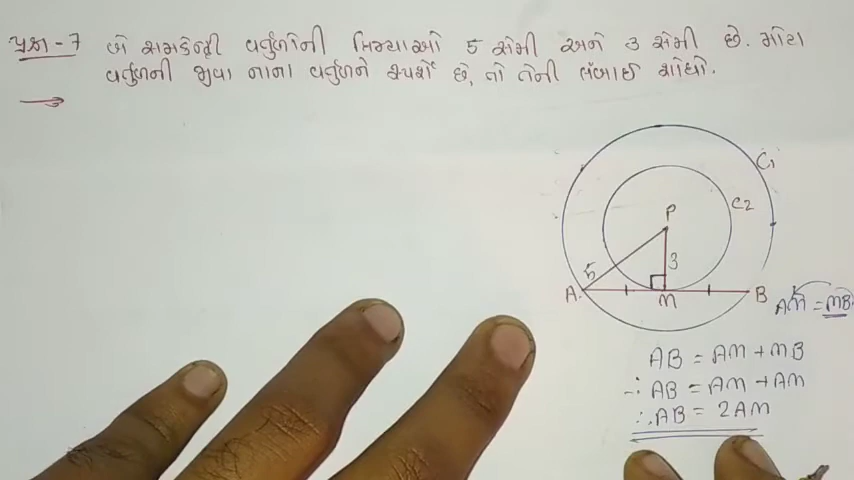 પ્રશ્ન-7 બે સમકેન્દ્રી વર્તુળોની ત્રિજ્યાઓ 5 સેમી અને 3 સેમી છે. મોટા
વર્તુળની જીવા નાના વર્તુળને સ્પર્શે છે, તો તેની લંબાઈ શોધો.
C1
C2
P
5
3
A
M
B
AM = MB
AB = AM + MB
∴ AB = AM + AM
∴ AB = 2AM